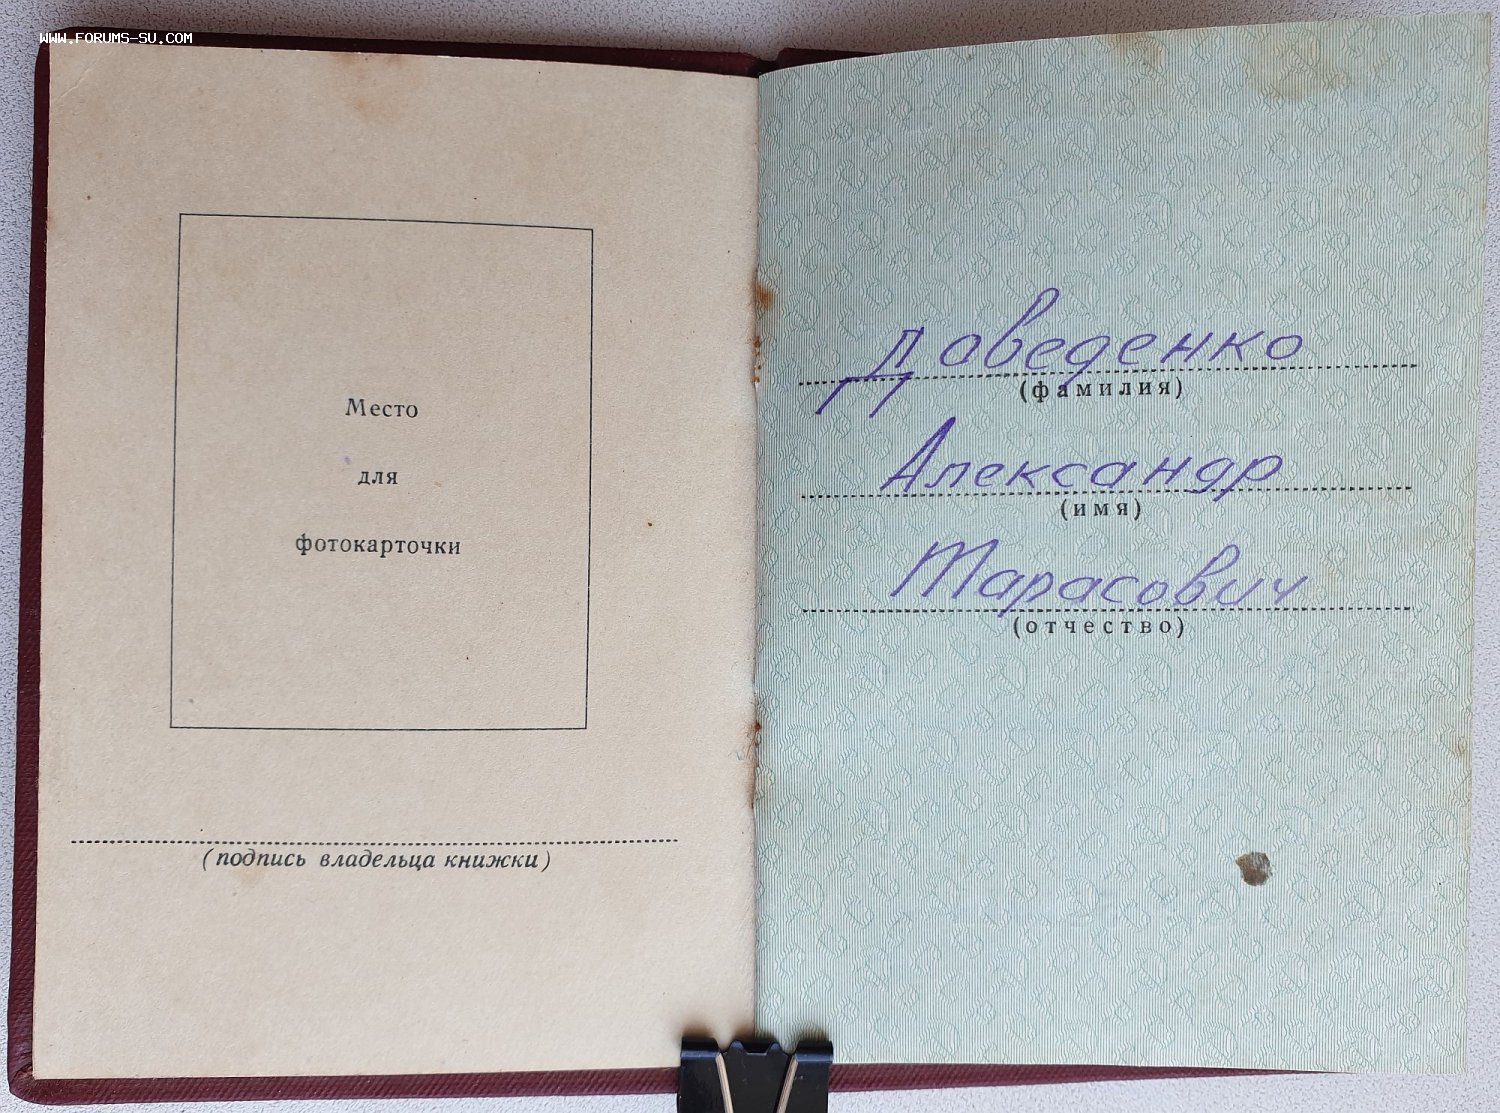 WWW.FORUMS-SU.COM
Место
для
фотокарточки
(подпись владельца книжки)
Доведенко
(фамилия)
Александр
(имя)
Тарасович
(отчество)